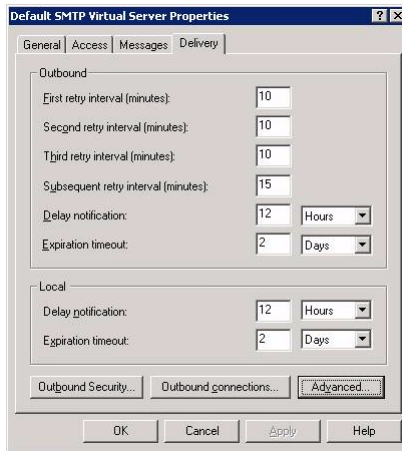 Default SMTP Virtual Server Properties
General Access Messages Delivery
Outbound
First retry interval (minutes): 10
Second retry interval (minutes): 10
Third retry interval (minutes): 10
Subsequent retry interval (minutes): 15
Delay notification: 12 Hours
Expiration timeout: 2 Days
Local
Delay notification: 12 Hours
Expiration timeout: 2 Days
Outbound Security... Outbound connections... Advanced...
OK Cancel Apply Help